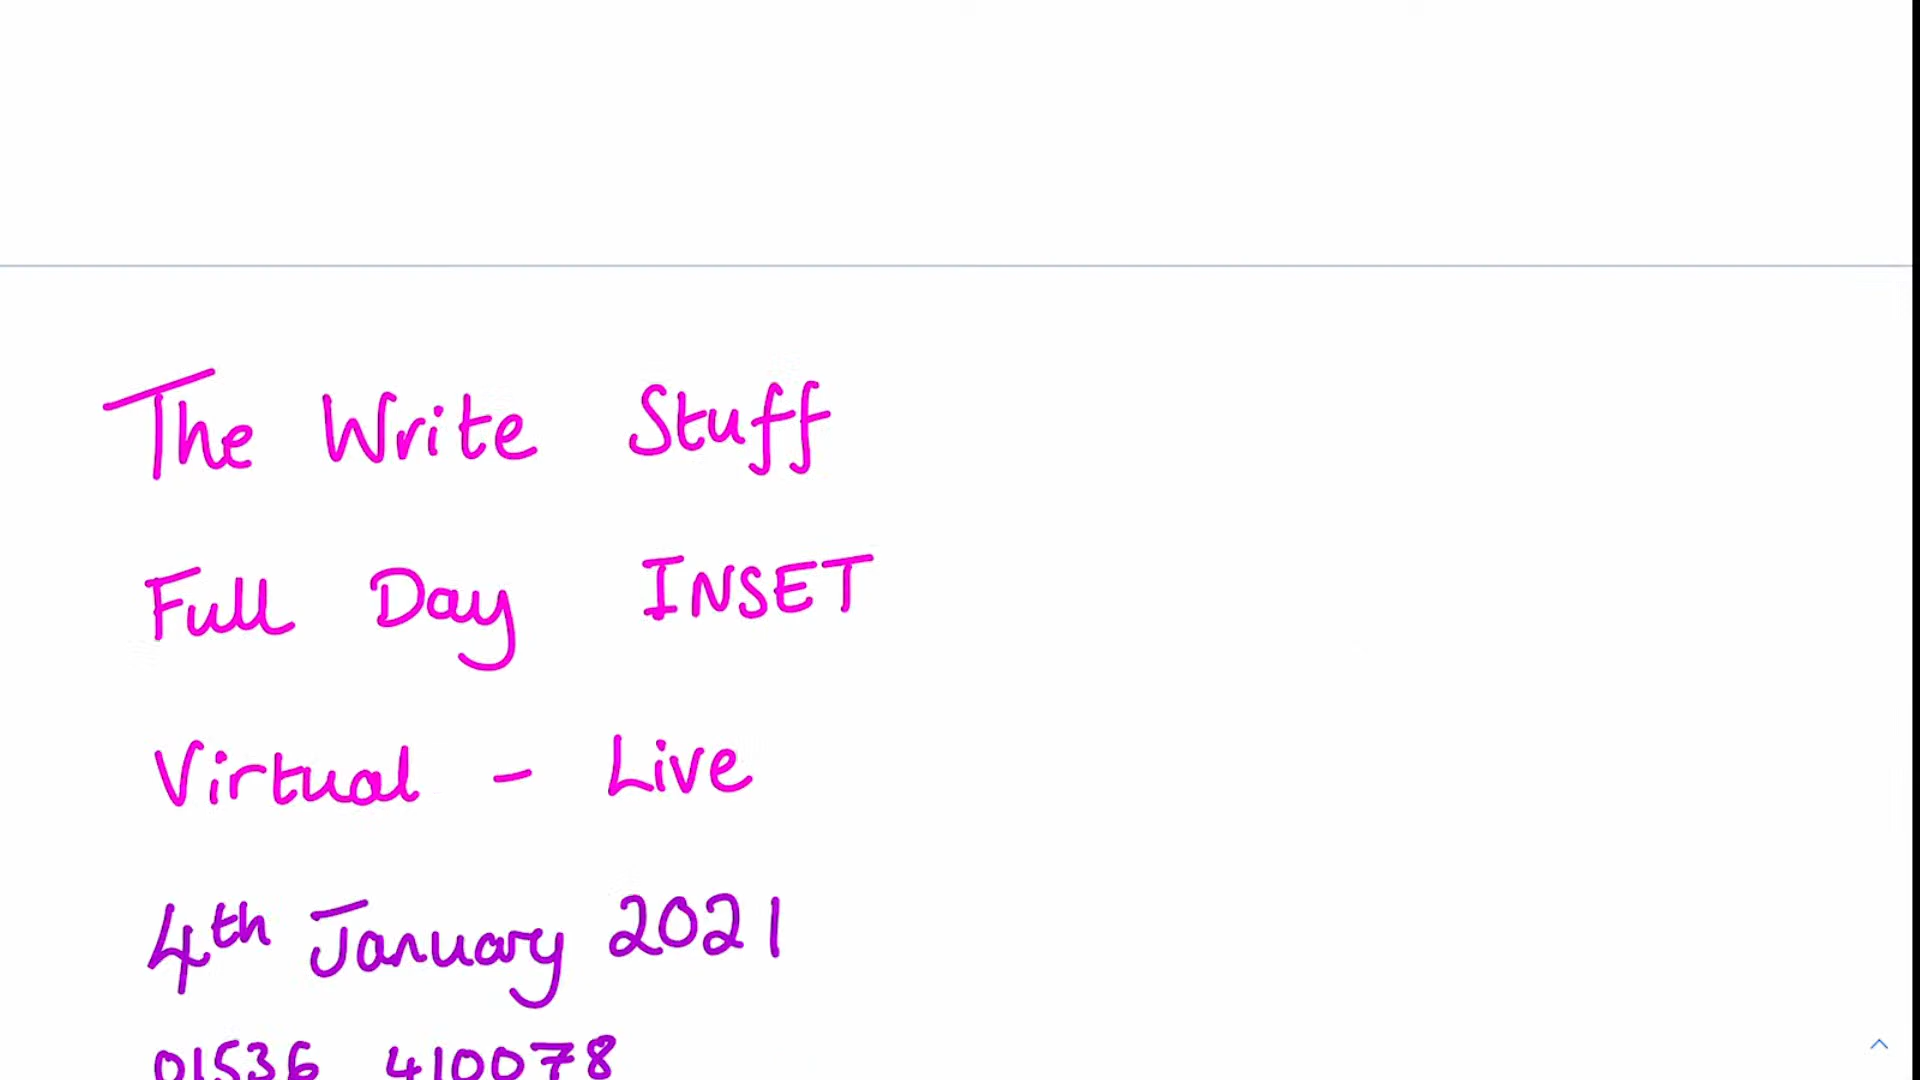 The Write Stuff
Full Day INSET
Virtual - Live
4th January 2021
01536 410078